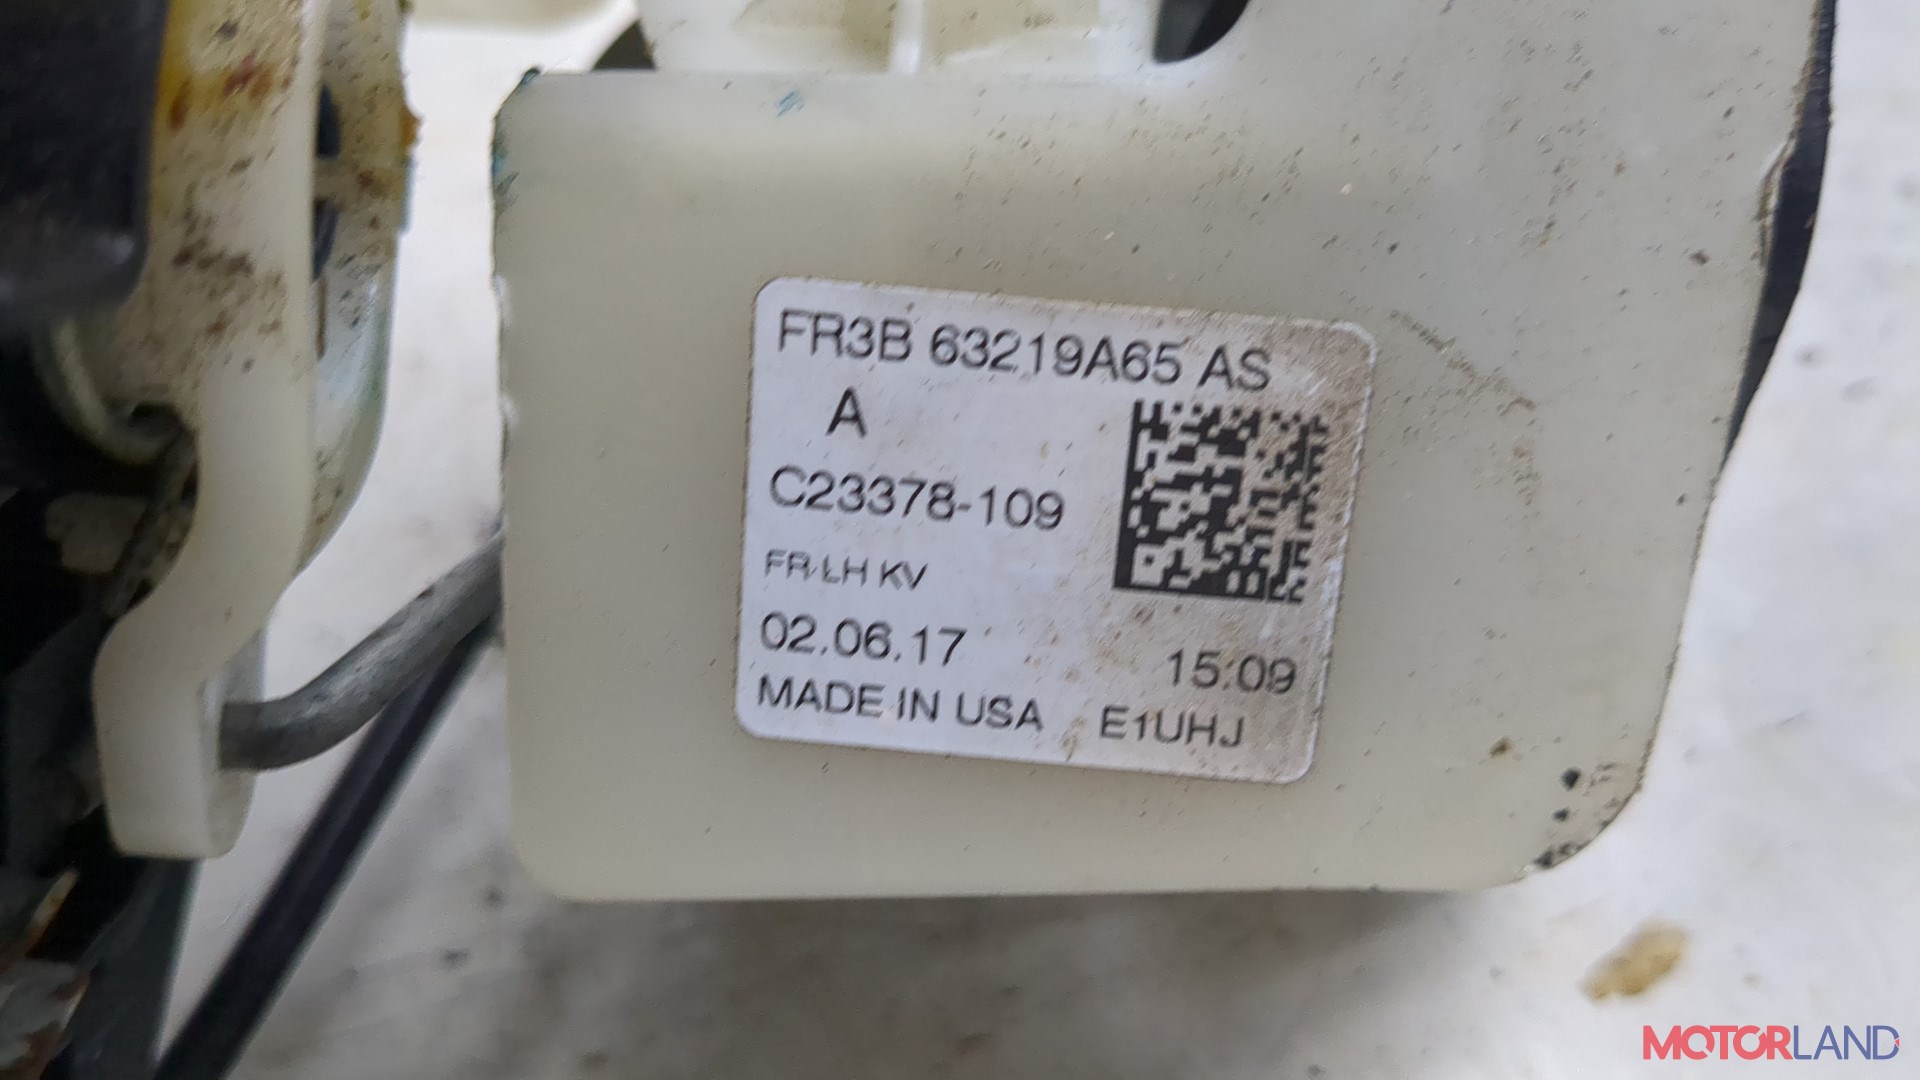 FR3B 63219A65 AS
A
C23378-109
FR LH KV
02.06.17 15:09
MADE IN USA E1UHJ
MOTORLAND